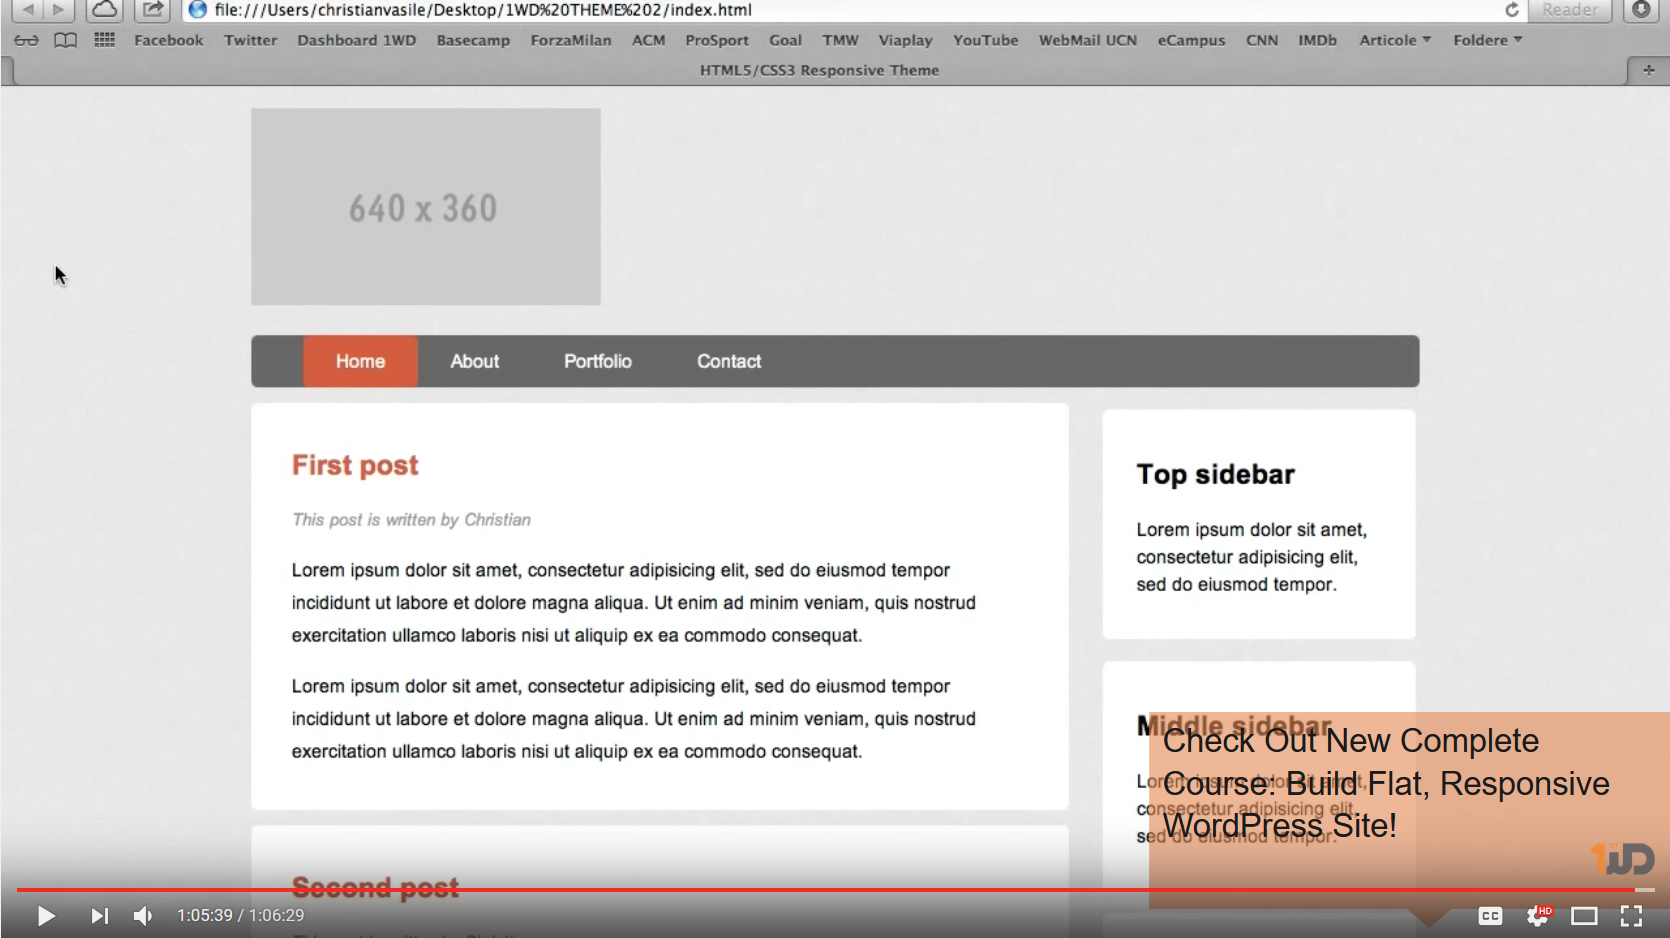 file:///Users/christianvasile/Desktop/1WD%20THEME%202/index.html
Reader
Facebook Twitter Dashboard 1WD Basecamp ForzaMilan ACM ProSport Goal TMW Viaplay YouTube WebMail UCN eCampus CNN IMDb Articole Foldere
HTML5/CSS3 Responsive Theme
640 x 360
Home About Portfolio Contact
First post
This post is written by Christian
Lorem ipsum dolor sit amet, consectetur adipisicing elit, sed do eiusmod tempor
incididunt ut labore et dolore magna aliqua. Ut enim ad minim veniam, quis nostrud
exercitation ullamco laboris nisi ut aliquip ex ea commodo consequat.
Lorem ipsum dolor sit amet, consectetur adipisicing elit, sed do eiusmod tempor
incididunt ut labore et dolore magna aliqua. Ut enim ad minim veniam, quis nostrud
exercitation ullamco laboris nisi ut aliquip ex ea commodo consequat.
Second post
Top sidebar
Lorem ipsum dolor sit amet,
consectetur adipisicing elit,
sed do eiusmod tempor.
Middle sidebar
Lorem ipsum dolor sit amet,
consectetur adipisicing elit,
sed do eiusmod tempor.
Check Out New Complete
Course: Build Flat, Responsive
WordPress Site!
1WD
1:05:39 / 1:06:29
CC
HD